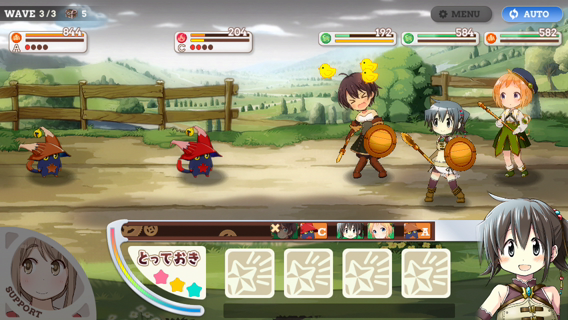 WAVE 3/3 5
MENU
AUTO
844
A
204
C
192
584
582
C
A
とっておき
SUPPORT